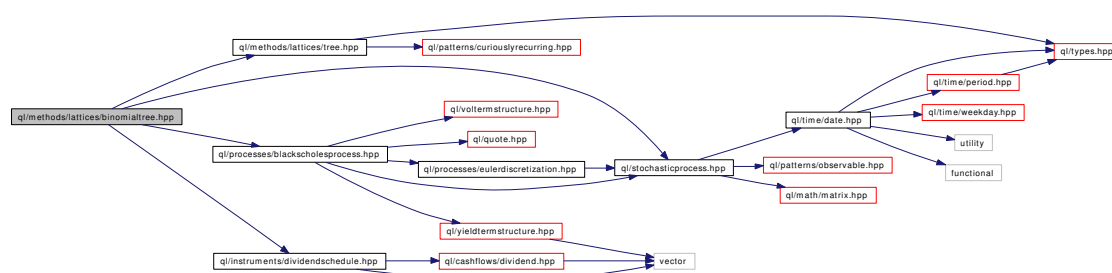 ql/methods/lattices/tree.hpp
ql/patterns/curiouslyrecurring.hpp
ql/types.hpp
ql/time/period.hpp
ql/methods/lattices/binomialtree.hpp
ql/voltermstructure.hpp
ql/time/date.hpp
ql/time/weekday.hpp
ql/quote.hpp
utility
ql/processes/blackscholesprocess.hpp
ql/processes/eulerdiscretization.hpp
ql/stochasticprocess.hpp
ql/patterns/observable.hpp
functional
ql/math/matrix.hpp
ql/yieldtermstructure.hpp
ql/instruments/dividendschedule.hpp
ql/cashflows/dividend.hpp
vector